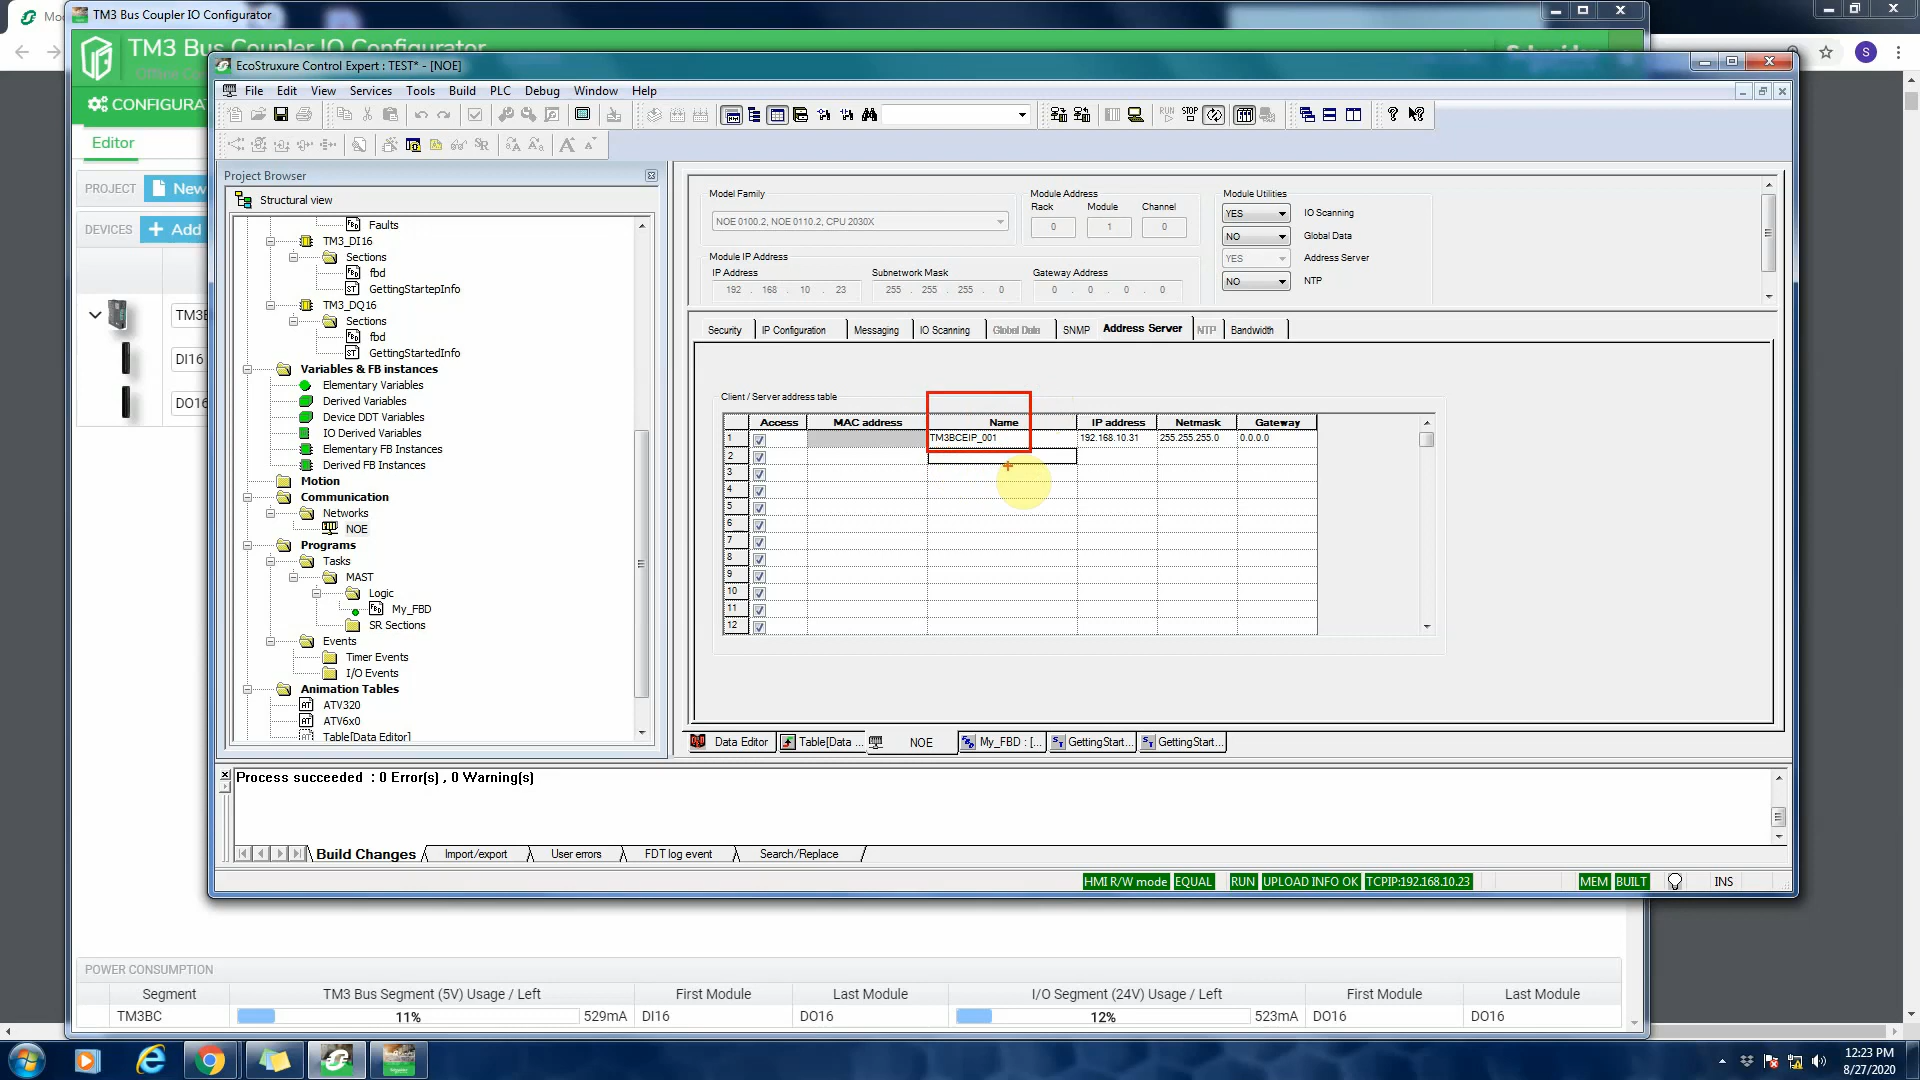 Mo
TM3 Bus Coupler IO Configurator
TM3 Bus Coupler IO Configurator
Schneider
S
CONFIGURA
Editor
PROJECT
New
DEVICES
+ Add
TM3B
DI16
DO16
EcoStruxure Control Expert : TEST* - [NOE]
File Edit View Services Tools Build PLC Debug Window Help
RUN STOP
Project Browser
Structural view
Faults
TM3_DI16
Sections
fbd
GettingStartepInfo
TM3_DQ16
Sections
fbd
GettingStartedInfo
Variables & FB instances
Elementary Variables
Derived Variables
Device DDT Variables
IO Derived Variables
Elementary FB Instances
Derived FB Instances
Motion
Communication
Networks
NOE
Programs
Tasks
MAST
Logic
My_FBD
SR Sections
Events
Timer Events
I/O Events
Animation Tables
ATV320
ATV6x0
Table[Data Editor]
Model Family
NOE 0100.2, NOE 0110.2, CPU 2030X
Module Address
Rack Module Channel
0 1 0
Module Utilities
YES IO Scanning
NO Global Data
YES Address Server
NO NTP
Module IP Address
IP Address Subnetwork Mask Gateway Address
192 . 168 . 10 . 23 255 . 255 . 255 . 0 0 . 0 . 0 . 0
Security IP Configuration Messaging IO Scanning Global Data SNMP Address Server NTP Bandwidth
Client / Server address table
Access MAC address Name IP address Netmask Gateway
1 TM3BCEIP_001 192.168.10.31 255.255.255.0 0.0.0.0
2
3
4
5
6
7
8
9
10
11
12
Data Editor Table[Data ... NOE My_FBD : [... GettingStart... GettingStart...
Process succeeded : 0 Error(s) , 0 Warning(s)
Build Changes Import/export User errors FDT log event Search/Replace
HMI R/W mode EQUAL RUN UPLOAD INFO OK TCPIP:192.168.10.23 MEM BUILT INS
POWER CONSUMPTION
Segment TM3 Bus Segment (5V) Usage / Left First Module Last Module I/O Segment (24V) Usage / Left First Module Last Module
TM3BC 11% 529mA DI16 DO16 12% 523mA DO16 DO16
12:23 PM
8/27/2020